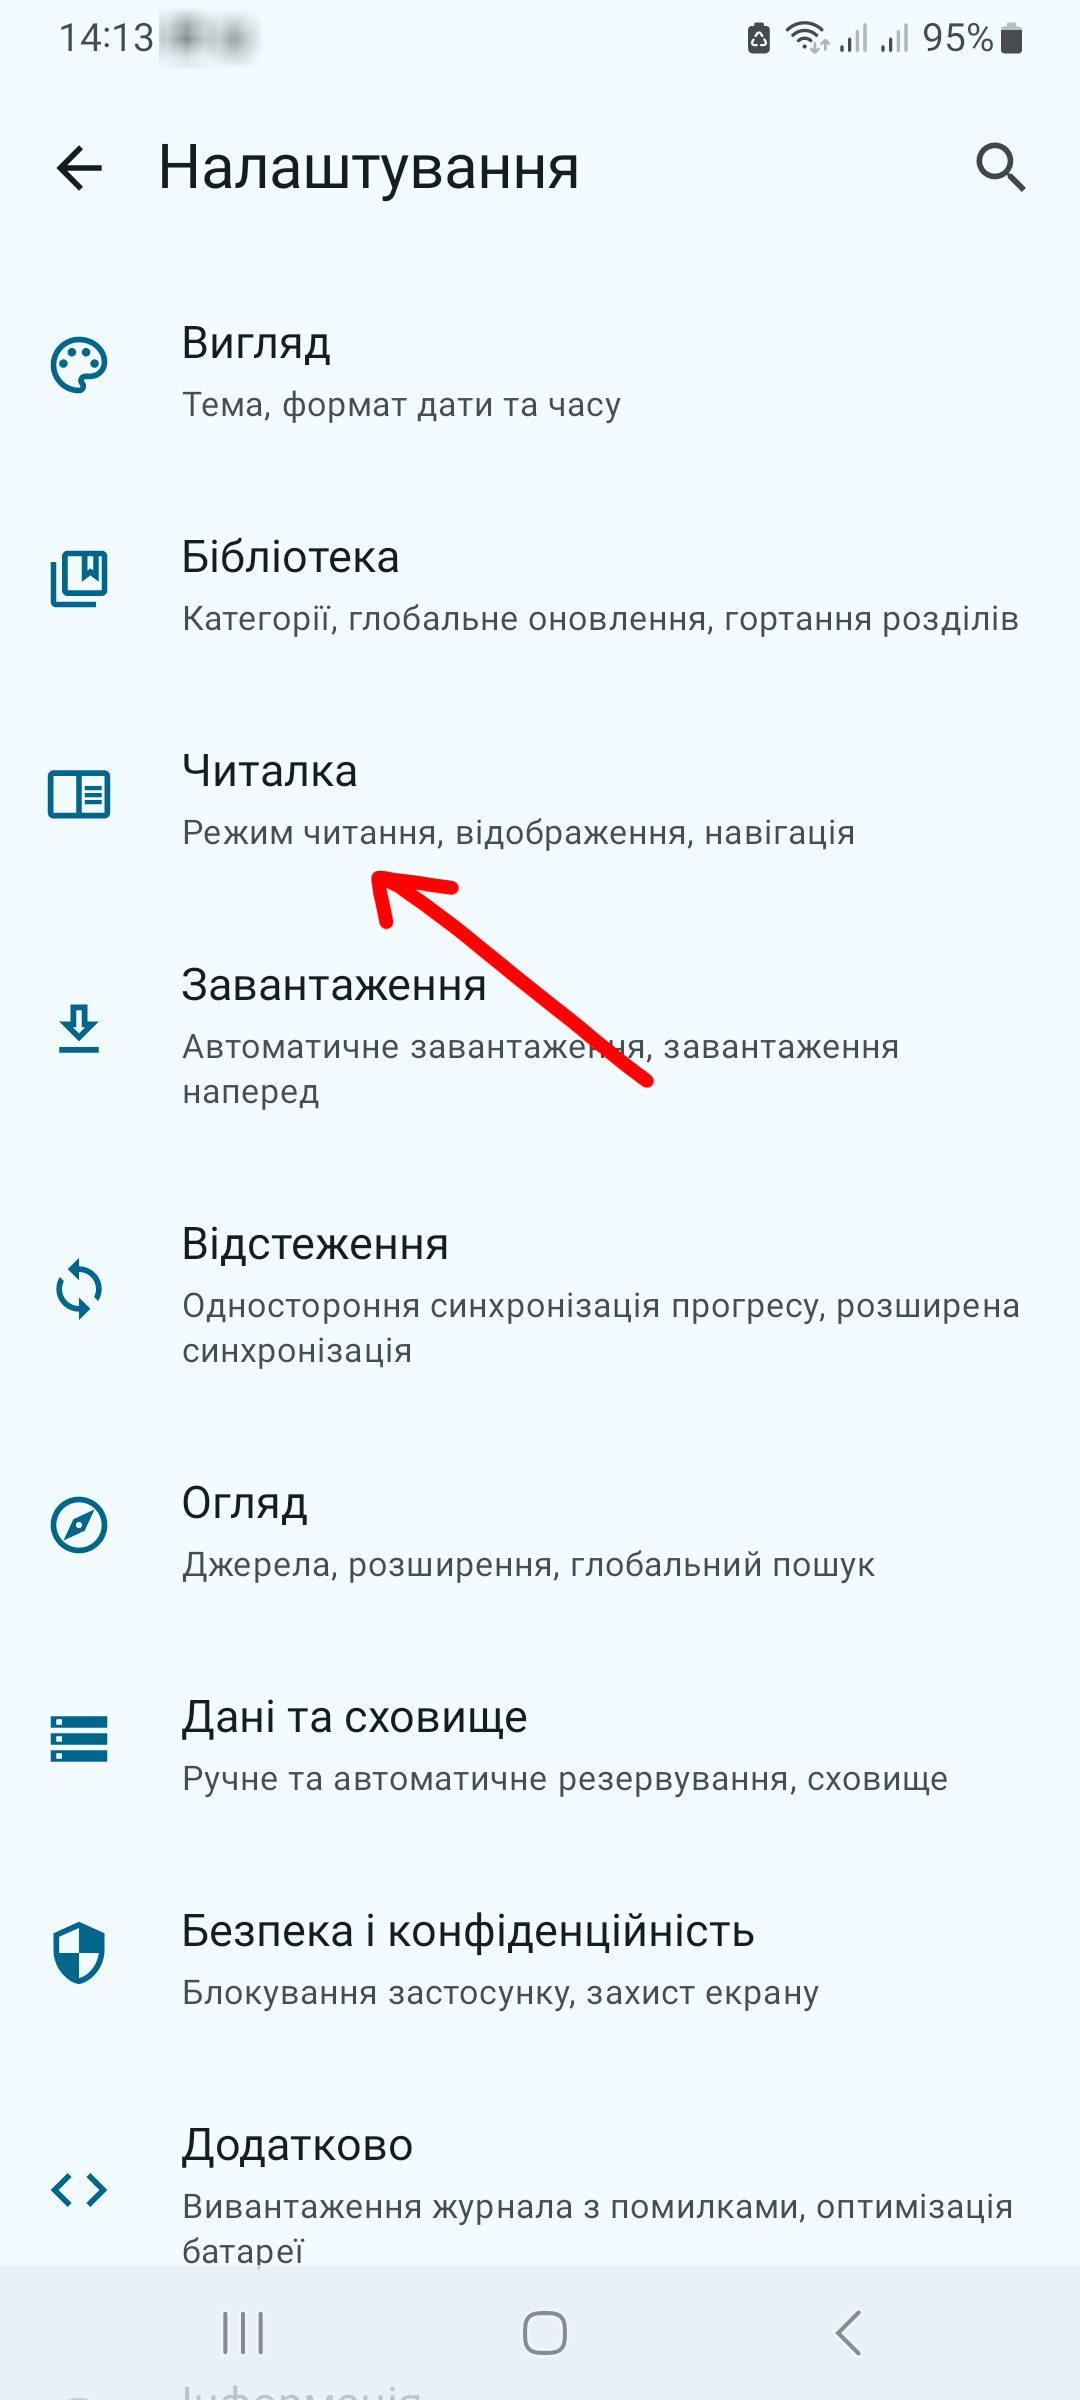 14:13
95%
Налаштування
Вигляд
Тема, формат дати та часу
Бібліотека
Категорії, глобальне оновлення, гортання розділів
Читалка
Режим читання, відображення, навігація
Завантаження
Автоматичне завантаження, завантаження
наперед
Відстеження
Одностороння синхронізація прогресу, розширена
синхронізація
Огляд
Джерела, розширення, глобальний пошук
Дані та сховище
Ручне та автоматичне резервування, сховище
Безпека і конфіденційність
Блокування застосунку, захист екрану
Додатково
Вивантаження журнала з помилками, оптимізація
батареї
Інформація